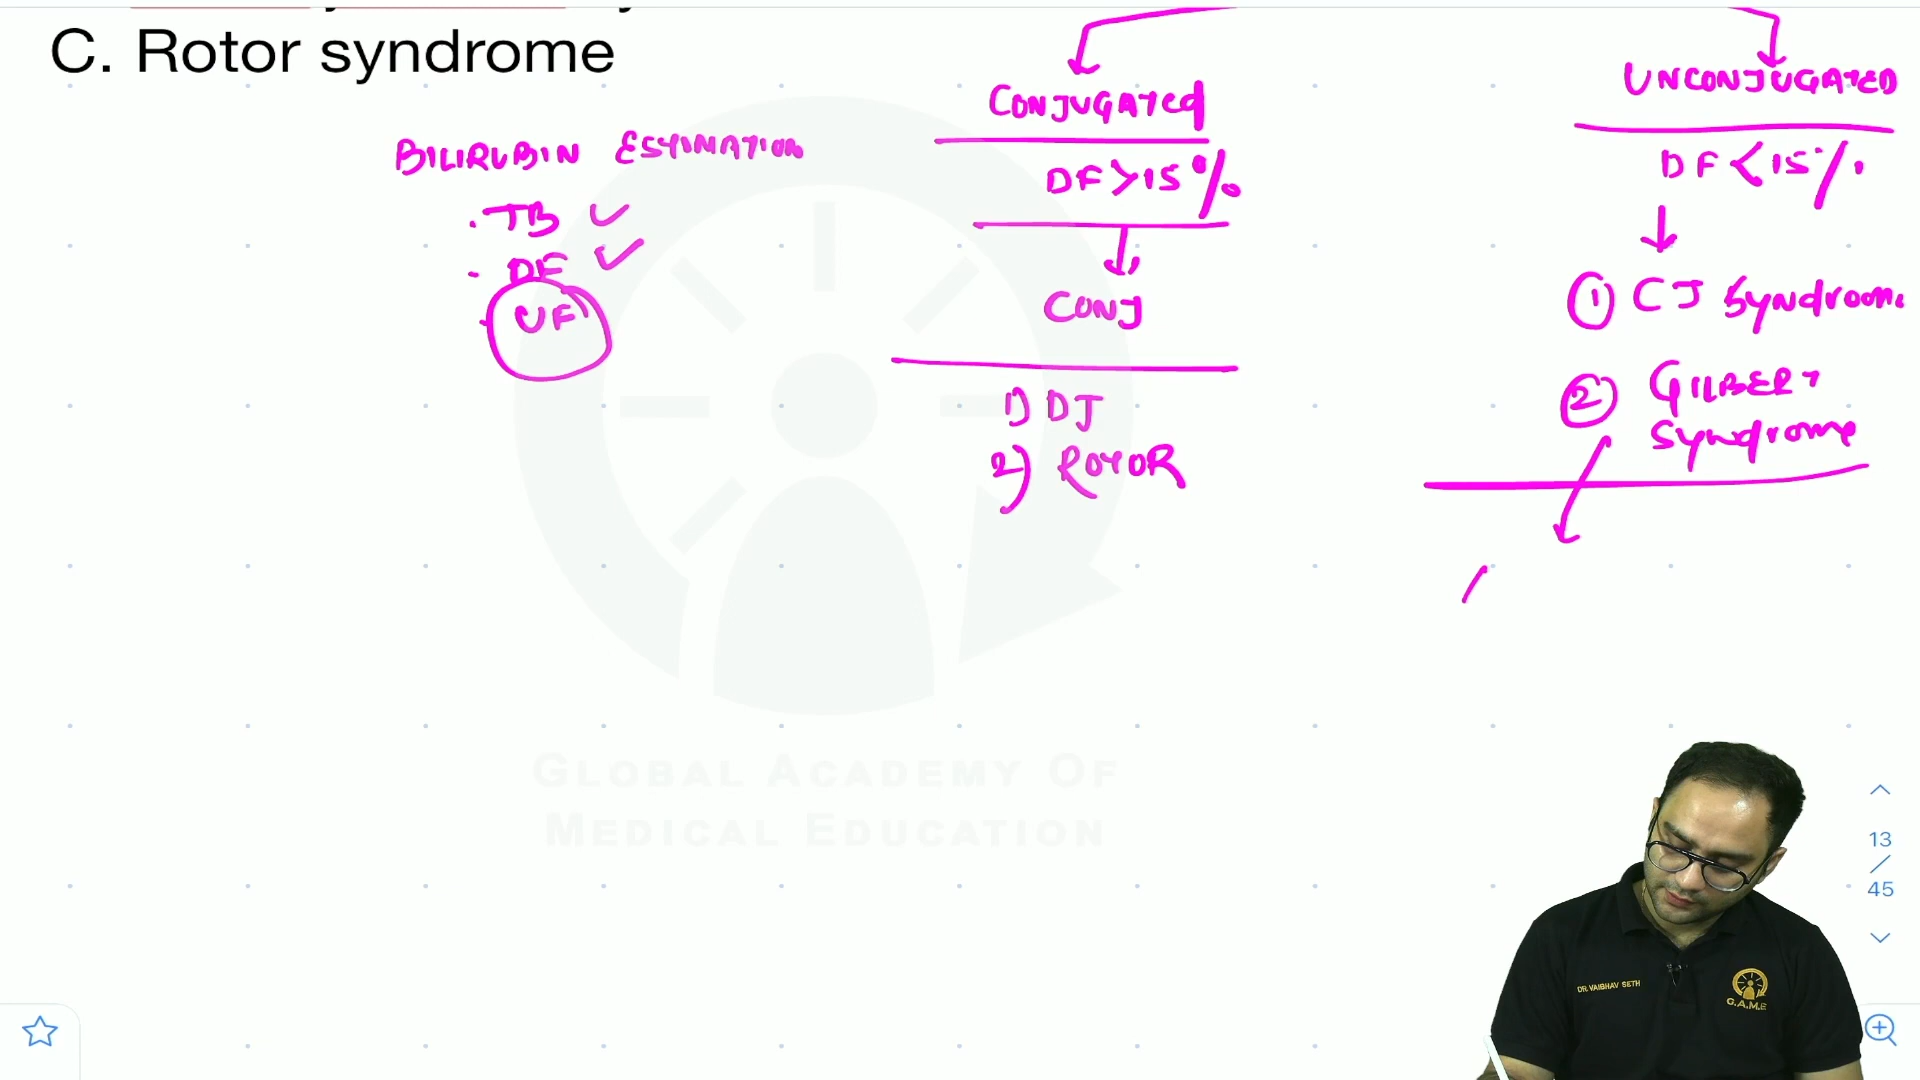 C. Rotor syndrome
BILIRUBIN ESTIMATION
. TB
- DF
UF
CONJUGATED
DF > 15%
CONJ
1) DJ
2) ROTOR
UNCONJUGATED
DF < 15%
① CJ Syndrome
② GILBERT
Syndrome
GLOBAL ACADEMY OF
MEDICAL EDUCATION
13
/
45
DR. VAIBHAV SETH
G.A.M.E